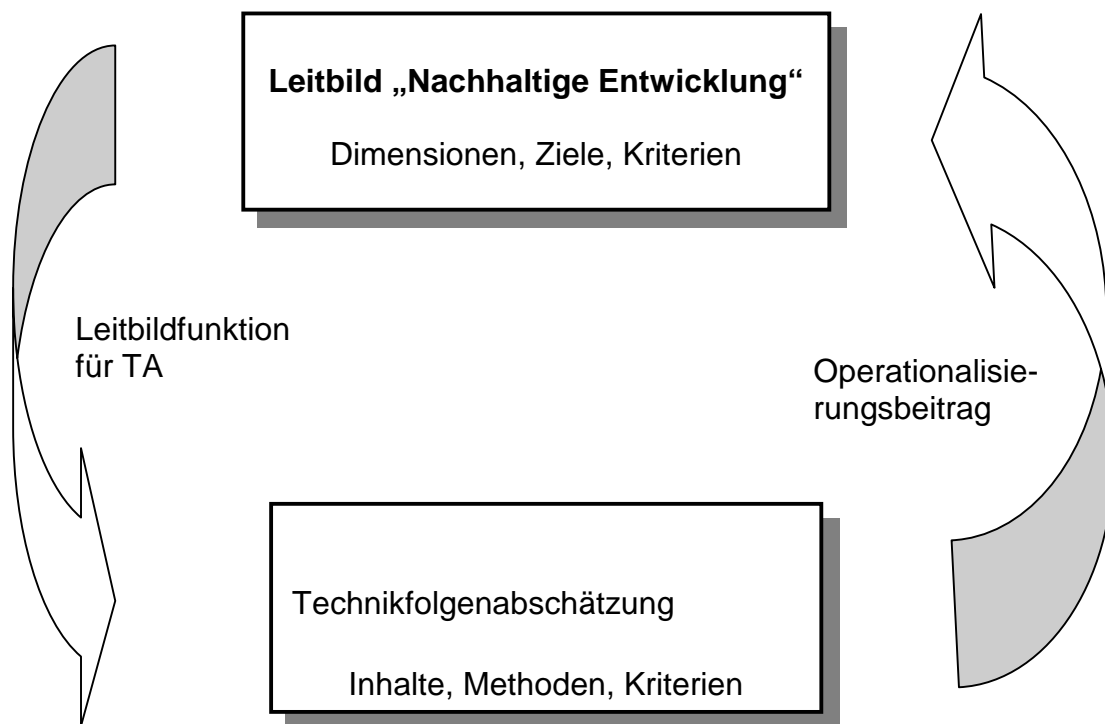 Leitbild „Nachhaltige Entwicklung“
Dimensionen, Ziele, Kriterien
Leitbildfunktion
für TA
Operationalisie-
rungsbeitrag
Technikfolgenabschätzung
Inhalte, Methoden, Kriterien